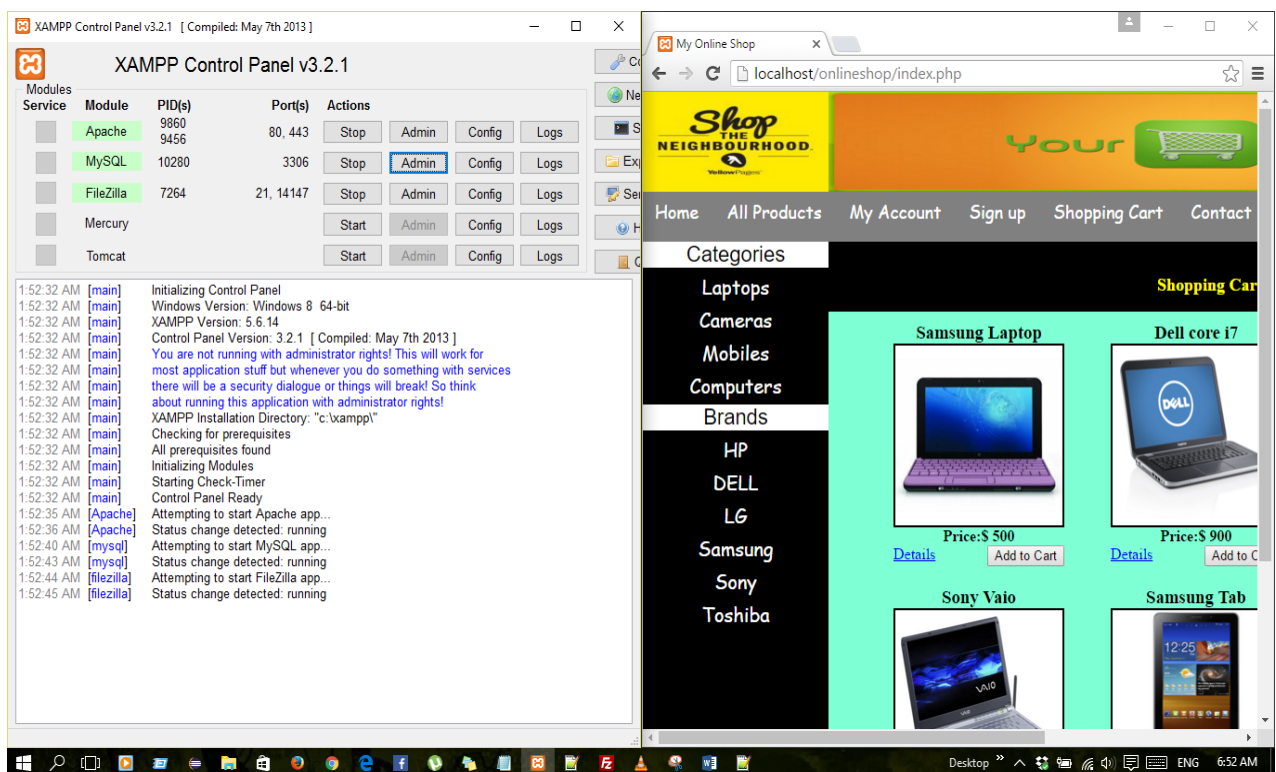 XAMPP Control Panel v3.2.1 [ Compiled: May 7th 2013 ]
XAMPP Control Panel v3.2.1
Modules
Service Module PID(s) Port(s) Actions
Apache 9860 9456 80, 443 Stop Admin Config Logs
MySQL 10280 3306 Stop Admin Config Logs
FileZilla 7264 21, 14147 Stop Admin Config Logs
Mercury Start Admin Config Logs
Tomcat Start Admin Config Logs
Co
Ne
S
Exp
Ser
H
Q
1:52:32 AM [main] Initializing Control Panel
1:52:32 AM [main] Windows Version: Windows 8 64-bit
1:52:32 AM [main] XAMPP Version: 5.6.14
1:52:32 AM [main] Control Panel Version: 3.2.1 [ Compiled: May 7th 2013 ]
1:52:32 AM [main] You are not running with administrator rights! This will work for
1:52:32 AM [main] most application stuff but whenever you do something with services
1:52:32 AM [main] there will be a security dialogue or things will break! So think
1:52:32 AM [main] about running this application with administrator rights!
1:52:32 AM [main] XAMPP Installation Directory: "c:\xampp\"
1:52:32 AM [main] Checking for prerequisites
1:52:32 AM [main] All prerequisites found
1:52:32 AM [main] Initializing Modules
1:52:32 AM [main] Starting Check-Timer
1:52:32 AM [main] Control Panel Ready
1:52:35 AM [Apache] Attempting to start Apache app...
1:52:36 AM [Apache] Status change detected: running
1:52:40 AM [mysql] Attempting to start MySQL app...
1:52:43 AM [mysql] Status change detected: running
1:52:44 AM [filezilla] Attempting to start FileZilla app...
1:52:45 AM [filezilla] Status change detected: running
My Online Shop
localhost/onlineshop/index.php
Shop
THE
NEIGHBOURHOOD.
YellowPages
Your
Home All Products My Account Sign up Shopping Cart Contact
Categories
Laptops
Cameras
Mobiles
Computers
Brands
HP
DELL
LG
Samsung
Sony
Toshiba
Shopping Car
Samsung Laptop Dell core i7
DELL
Price:$ 500 Price:$ 900
Details Add to Cart Details Add to C
Sony Vaio Samsung Tab
VAIO
12:25
Desktop ENG 6:52 AM